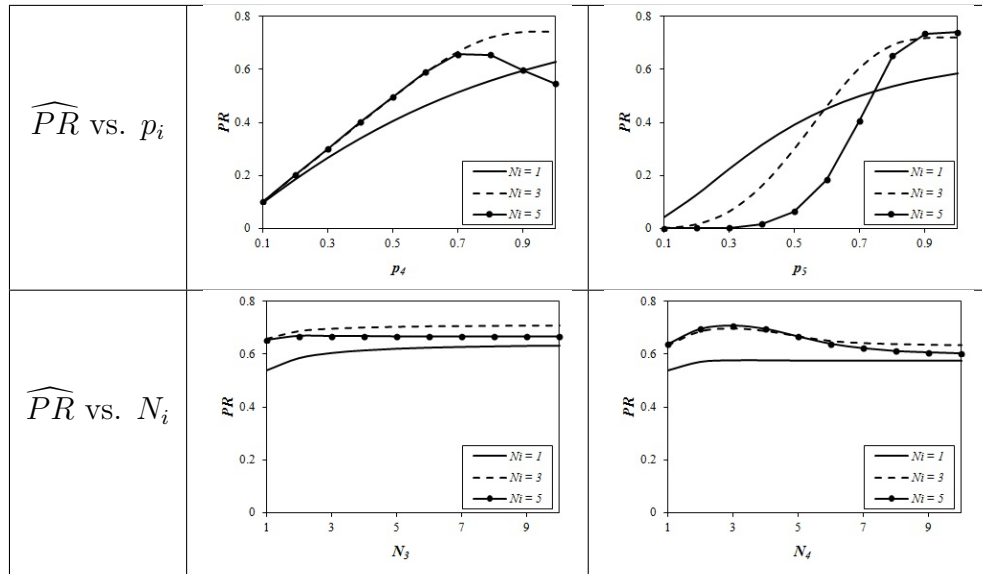 0.8
0.6
0.4
0.2
0
PR
0.1 0.3 0.5 0.7 0.9
p4
Ni = 1
Ni = 3
Ni = 5
0.8
0.6
0.4
0.2
0
PR
0.1 0.3 0.5 0.7 0.9
p5
Ni = 1
Ni = 3
Ni = 5
\widehat{PR} vs. p_i
0.8
0.6
0.4
0.2
0
PR
1 3 5 7 9
N3
Ni = 1
Ni = 3
Ni = 5
0.8
0.6
0.4
0.2
0
PR
1 3 5 7 9
N4
Ni = 1
Ni = 3
Ni = 5
\widehat{PR} vs. N_i